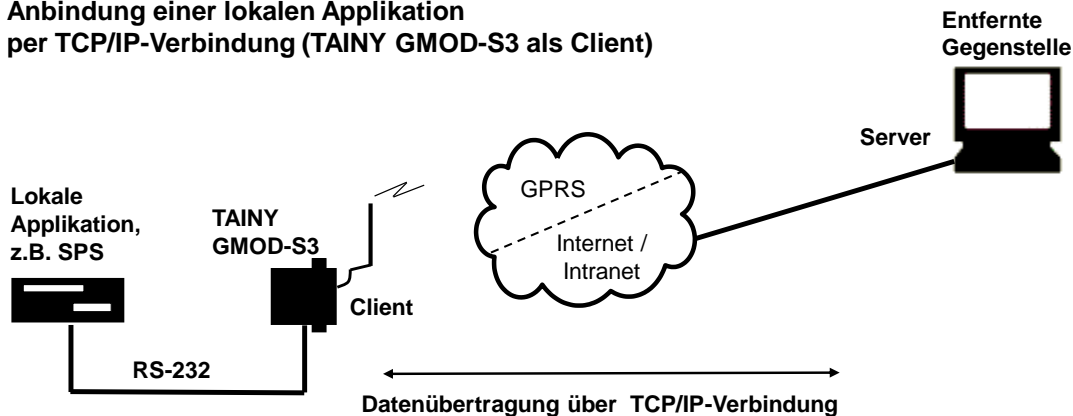 Anbindung einer lokalen Applikation
per TCP/IP-Verbindung (TAINY GMOD-S3 als Client)
Entfernte
Gegenstelle
Server
GPRS
Internet /
Intranet
Lokale
Applikation,
z.B. SPS
TAINY
GMOD-S3
Client
RS-232
Datenübertragung über TCP/IP-Verbindung